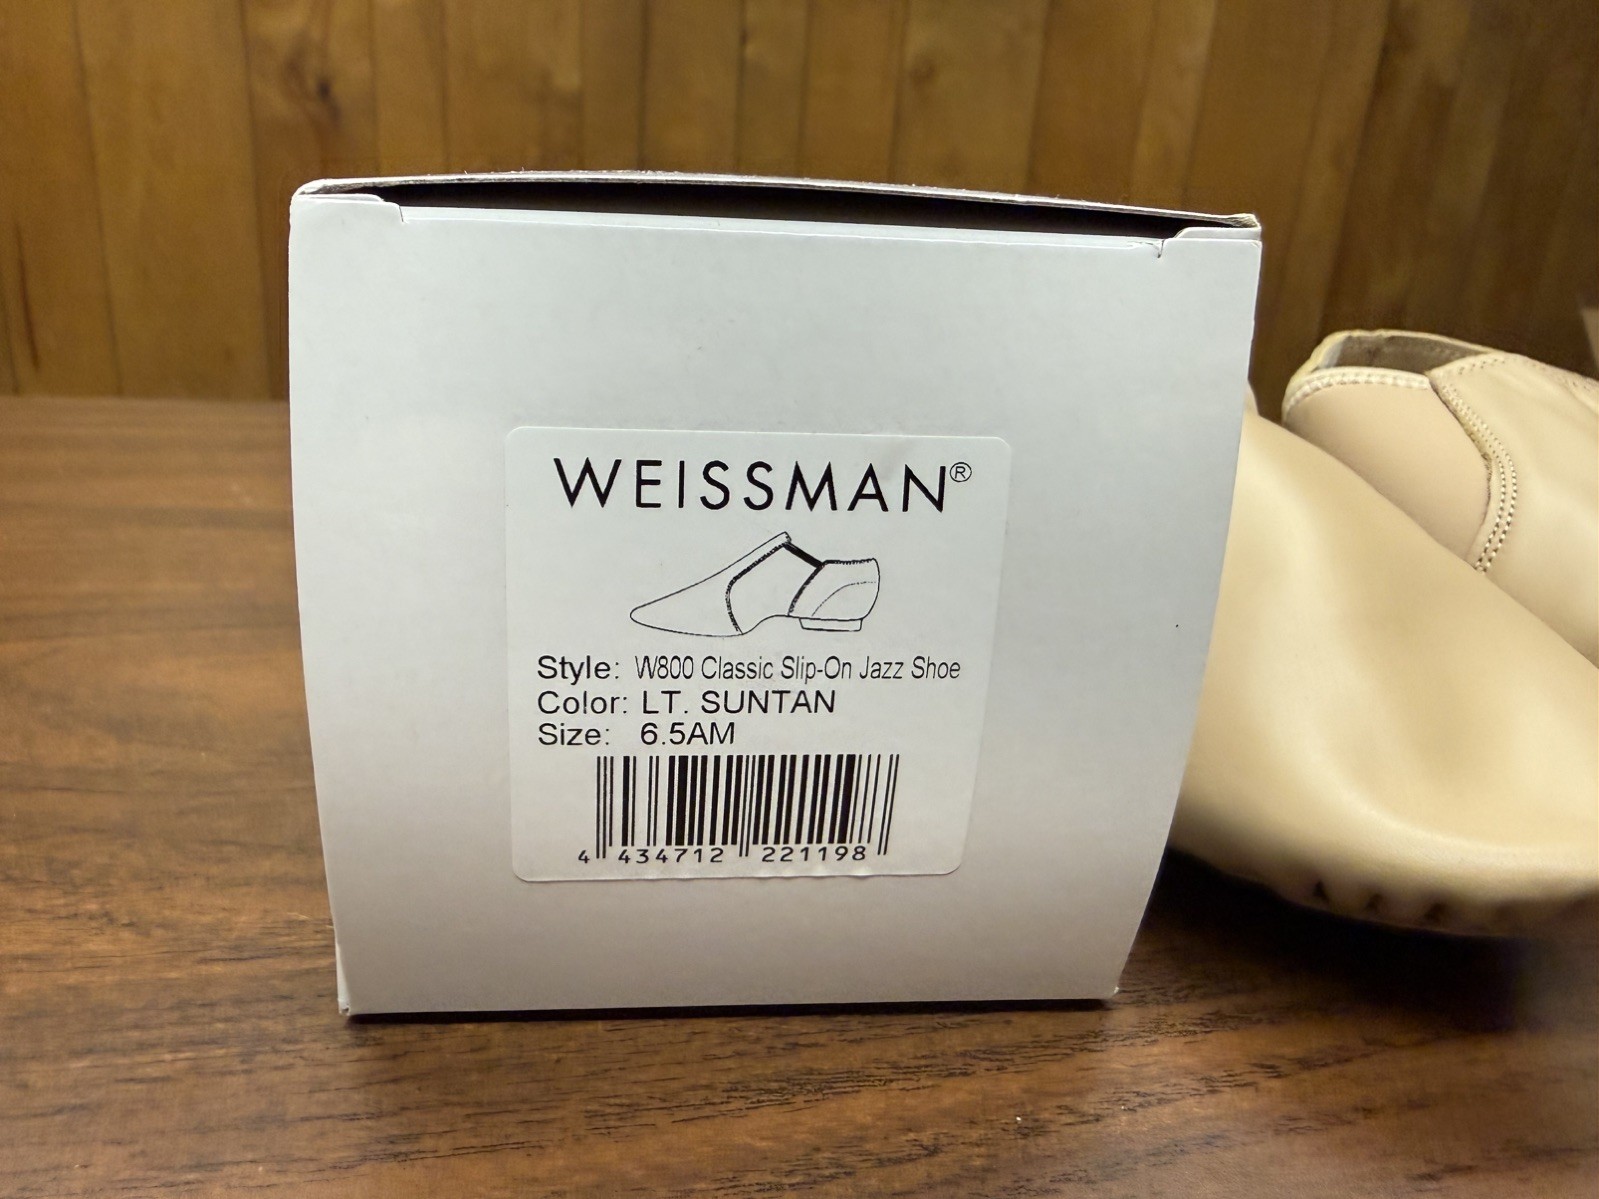 WEISSMAN®
Style: W800 Classic Slip-On Jazz Shoe
Color: LT. SUNTAN
Size: 6.5AM
4 434712 221198